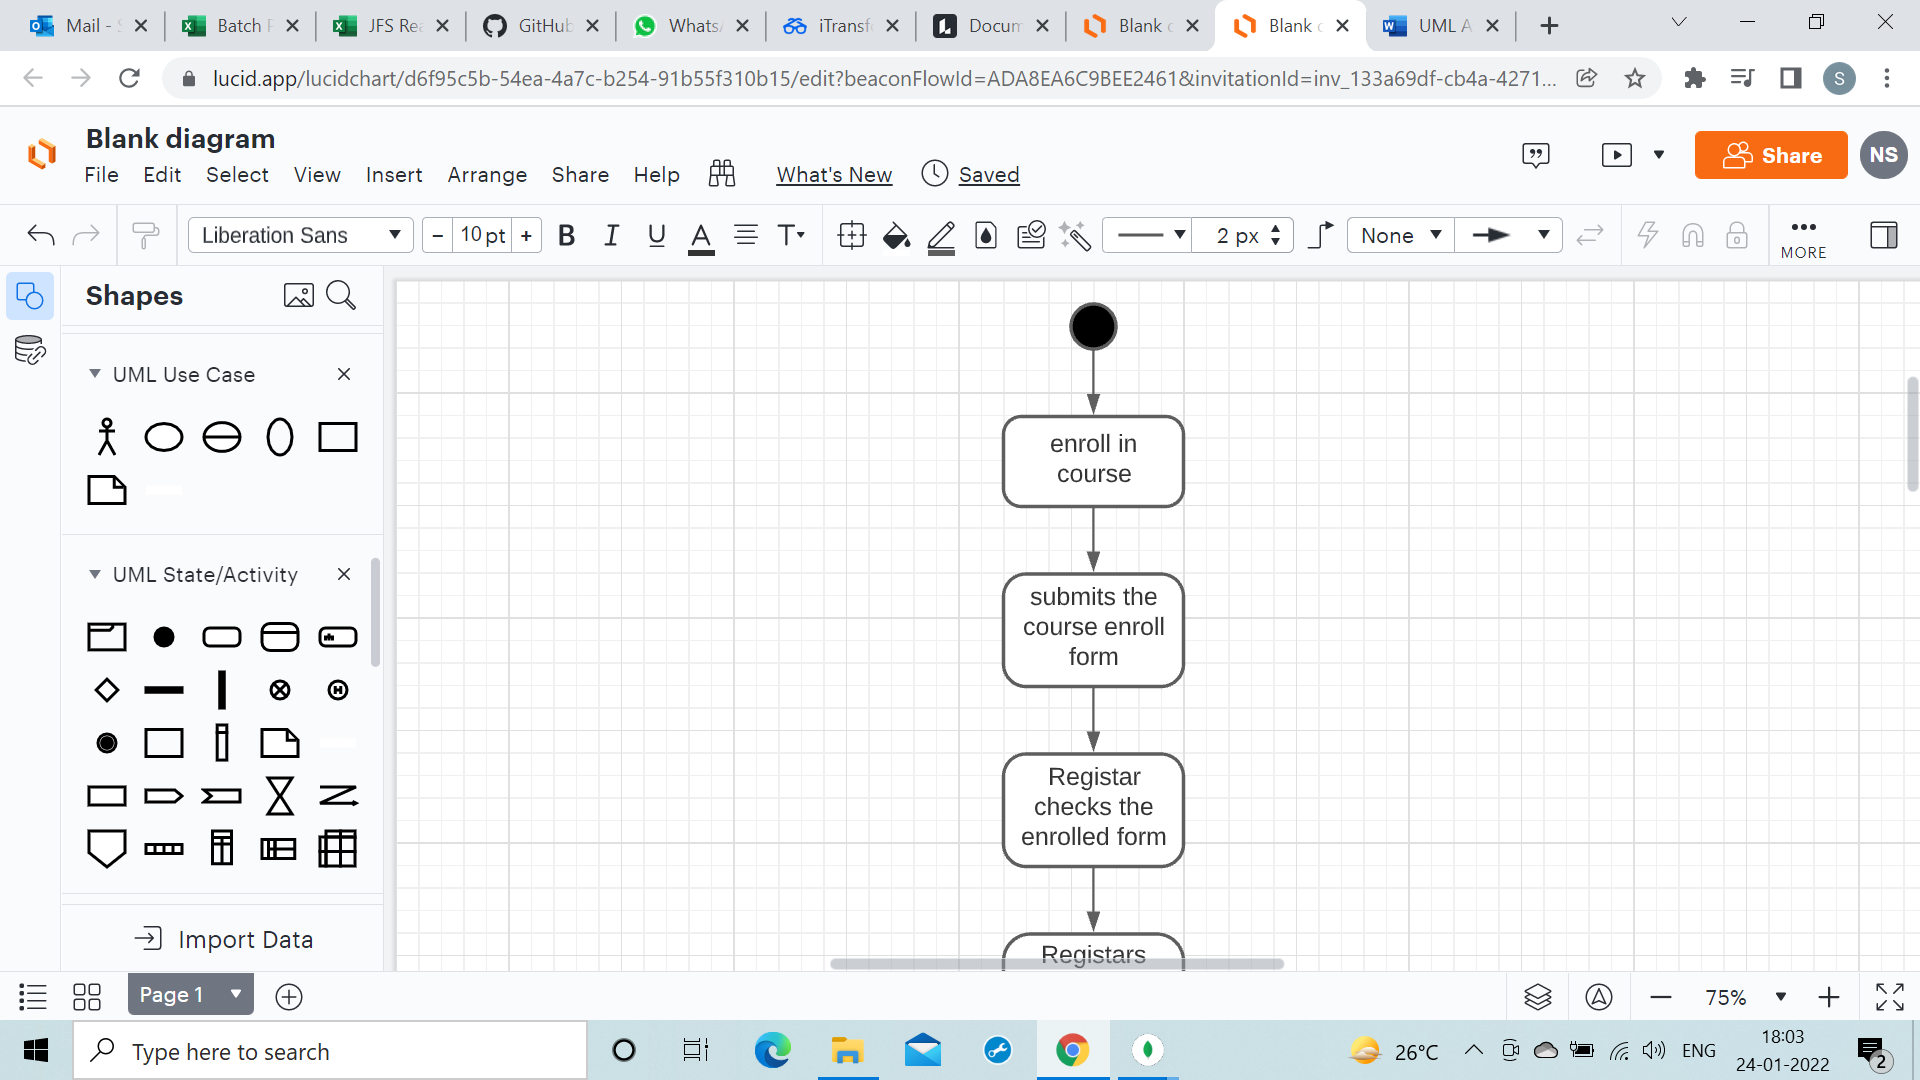 Mail - S
Batch F
JFS Rea
GitHub
WhatsA
iTransf
Docum
Blank d
Blank d
UML A
lucid.app/lucidchart/d6f95c5b-54ea-4a7c-b254-91b55f310b15/edit?beaconFlowId=ADA8EA6C9BEE2461&invitationId=inv_133a69df-cb4a-4271...
S
Blank diagram
File Edit Select View Insert Arrange Share Help What's New Saved
Share
NS
Liberation Sans
- 10 pt +
B I U A T
2 px
None
MORE
Shapes
UML Use Case
UML State/Activity
Import Data
enroll in
course
submits the
course enroll
form
Registar
checks the
enrolled form
Registars
Page 1
75%
Type here to search
26°C
ENG
18:03
24-01-2022
2